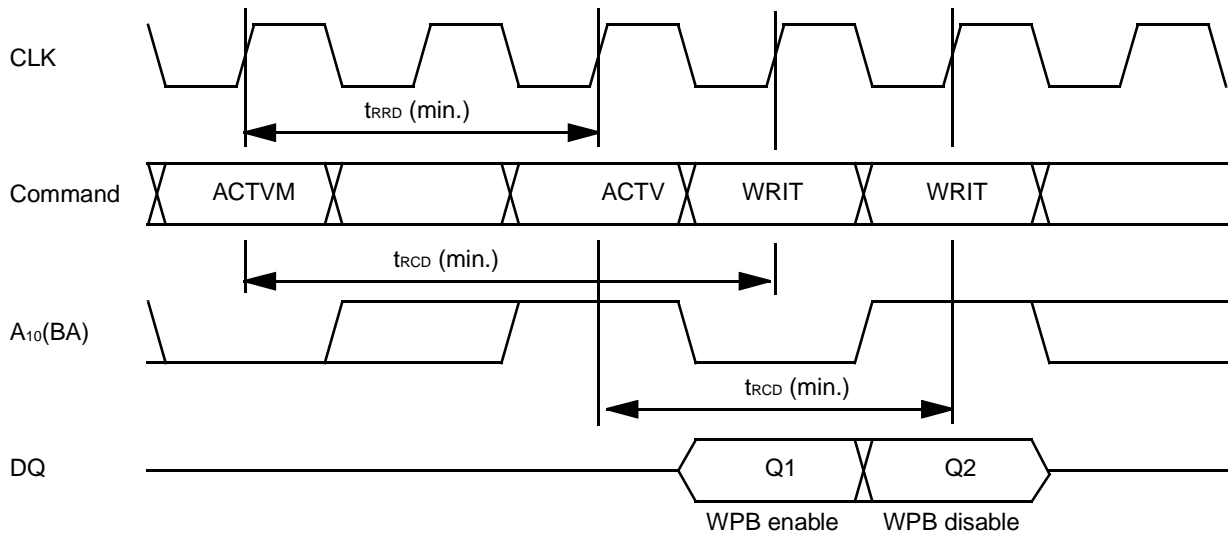 CLK
tRRD (min.)
Command
ACTVM
ACTV
WRIT
WRIT
tRCD (min.)
A10(BA)
tRCD (min.)
DQ
Q1
Q2
WPB enable
WPB disable